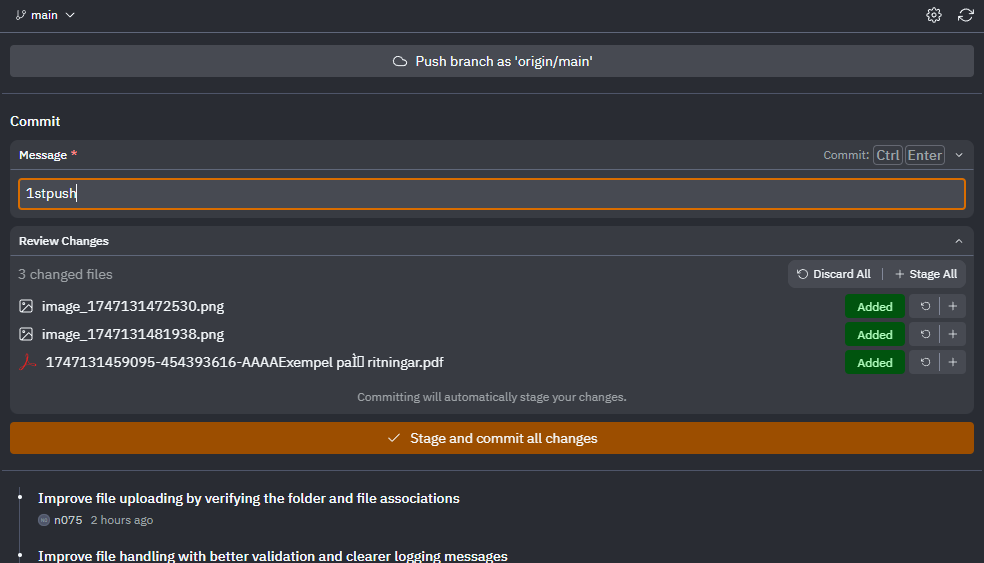 main
Push branch as 'origin/main'
Commit
Message *
Commit: Ctrl Enter
1stpush
Review Changes
3 changed files
Discard All
Stage All
image_1747131472530.png
Added
image_1747131481938.png
Added
1747131459095-454393616-AAAAExempel ritningar.pdf
Added
Committing will automatically stage your changes.
Stage and commit all changes
Improve file uploading by verifying the folder and file associations
n075 2 hours ago
Improve file handling with better validation and clearer logging messages